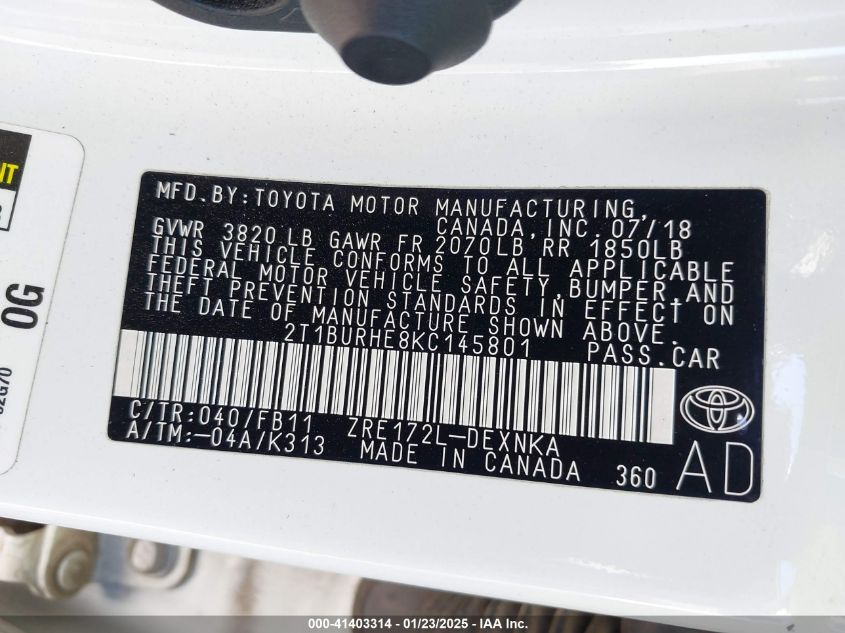 MFD.BY:TOYOTA MOTOR MANUFACTURING,
CANADA,INC. 07/18
GVWR 3820 LB GAWR FR 2070LB RR 1850LB
THIS VEHICLE CONFORMS TO ALL APPLICABLE
FEDERAL MOTOR VEHICLE SAFETY,BUMPER,AND
THEFT PREVENTION STANDARDS IN EFFECT ON
THE DATE OF MANUFACTURE SHOWN ABOVE.
2T1BURHE8KC145801 PASS.CAR
C/TR:040/FB11 ZRE172L-DEXNKA
A/TM:-04A/K313 MADE IN CANADA 360 AD
OG
000-41403314 - 01/23/2025 - IAAI Inc.